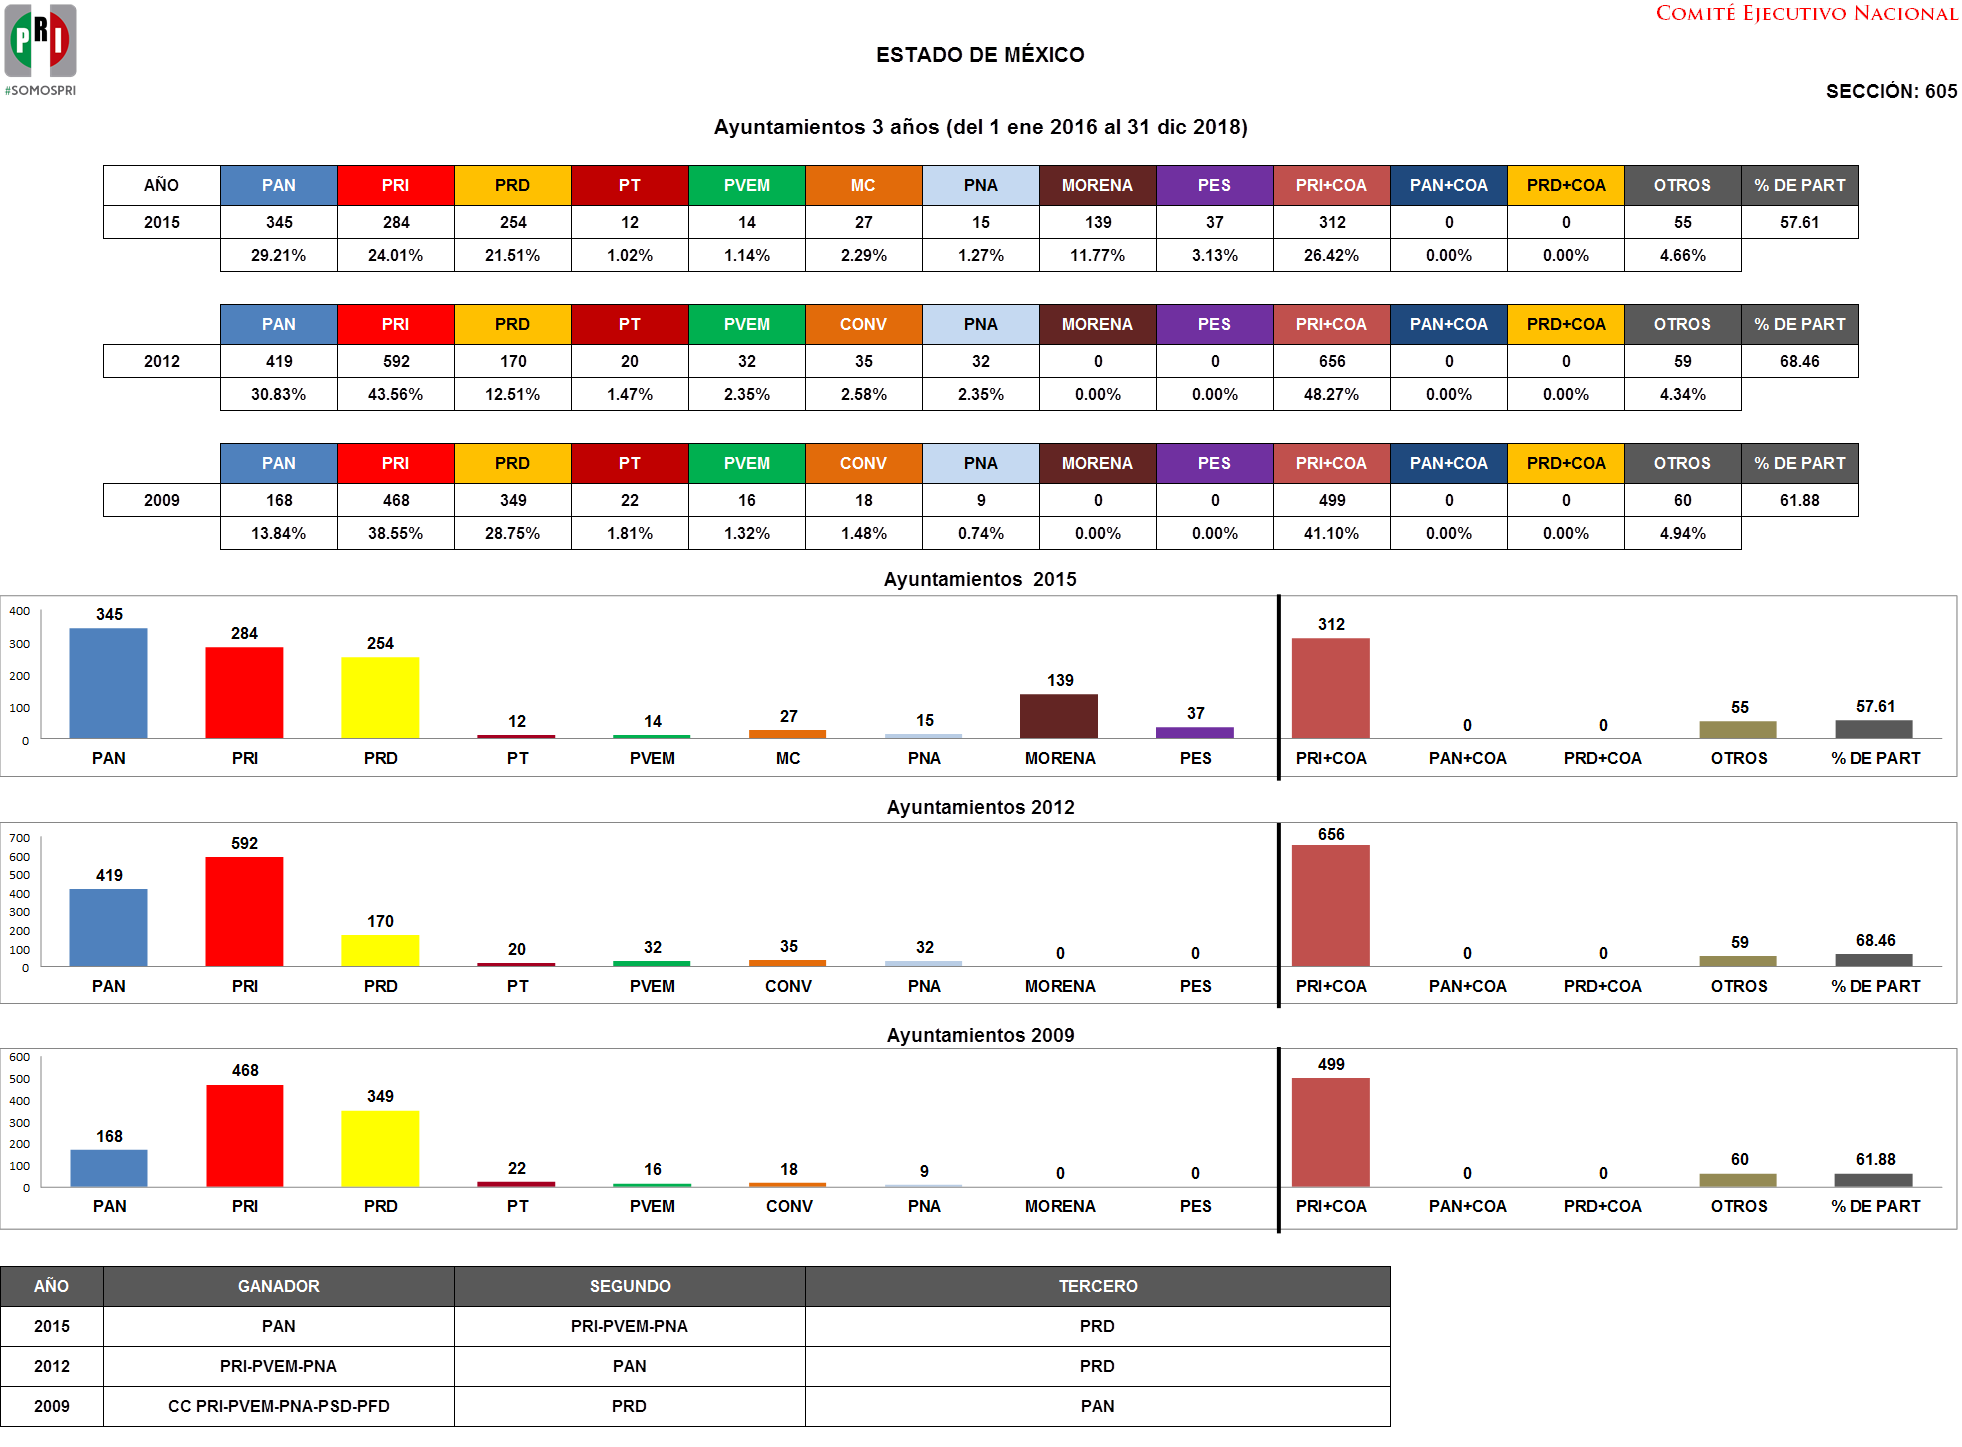 PRI
#SOMOSPRI
COMITÉ EJECUTIVO NACIONAL
ESTADO DE MÉXICO
SECCIÓN: 605
Ayuntamientos 3 años (del 1 ene 2016 al 31 dic 2018)
AÑO PAN PRI PRD PT PVEM MC PNA MORENA PES PRI+COA PAN+COA PRD+COA OTROS % DE PART
2015 345 284 254 12 14 27 15 139 37 312 0 0 55 57.61
29.21% 24.01% 21.51% 1.02% 1.14% 2.29% 1.27% 11.77% 3.13% 26.42% 0.00% 0.00% 4.66%
PAN PRI PRD PT PVEM CONV PNA MORENA PES PRI+COA PAN+COA PRD+COA OTROS % DE PART
2012 419 592 170 20 32 35 32 0 0 656 0 0 59 68.46
30.83% 43.56% 12.51% 1.47% 2.35% 2.58% 2.35% 0.00% 0.00% 48.27% 0.00% 0.00% 4.34%
PAN PRI PRD PT PVEM CONV PNA MORENA PES PRI+COA PAN+COA PRD+COA OTROS % DE PART
2009 168 468 349 22 16 18 9 0 0 499 0 0 60 61.88
13.84% 38.55% 28.75% 1.81% 1.32% 1.48% 0.74% 0.00% 0.00% 41.10% 0.00% 0.00% 4.94%
Ayuntamientos 2015
400
300
200
100
0
345 284 254 12 14 27 15 139 37 312 0 0 55 57.61
PAN PRI PRD PT PVEM MC PNA MORENA PES PRI+COA PAN+COA PRD+COA OTROS % DE PART
Ayuntamientos 2012
700
600
500
400
300
200
100
0
419 592 170 20 32 35 32 0 0 656 0 0 59 68.46
PAN PRI PRD PT PVEM CONV PNA MORENA PES PRI+COA PAN+COA PRD+COA OTROS % DE PART
Ayuntamientos 2009
600
500
400
300
200
100
0
168 468 349 22 16 18 9 0 0 499 0 0 60 61.88
PAN PRI PRD PT PVEM CONV PNA MORENA PES PRI+COA PAN+COA PRD+COA OTROS % DE PART
AÑO GANADOR SEGUNDO TERCERO
2015 PAN PRI-PVEM-PNA PRD
2012 PRI-PVEM-PNA PAN PRD
2009 CC PRI-PVEM-PNA-PSD-PFD PRD PAN